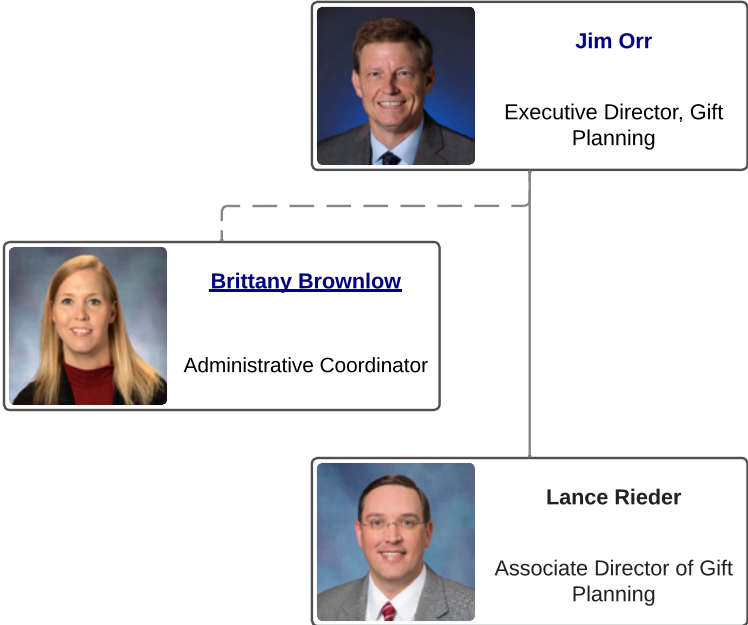 Jim Orr
Executive Director, Gift
Planning
Brittany Brownlow
Administrative Coordinator
Lance Rieder
Associate Director of Gift
Planning